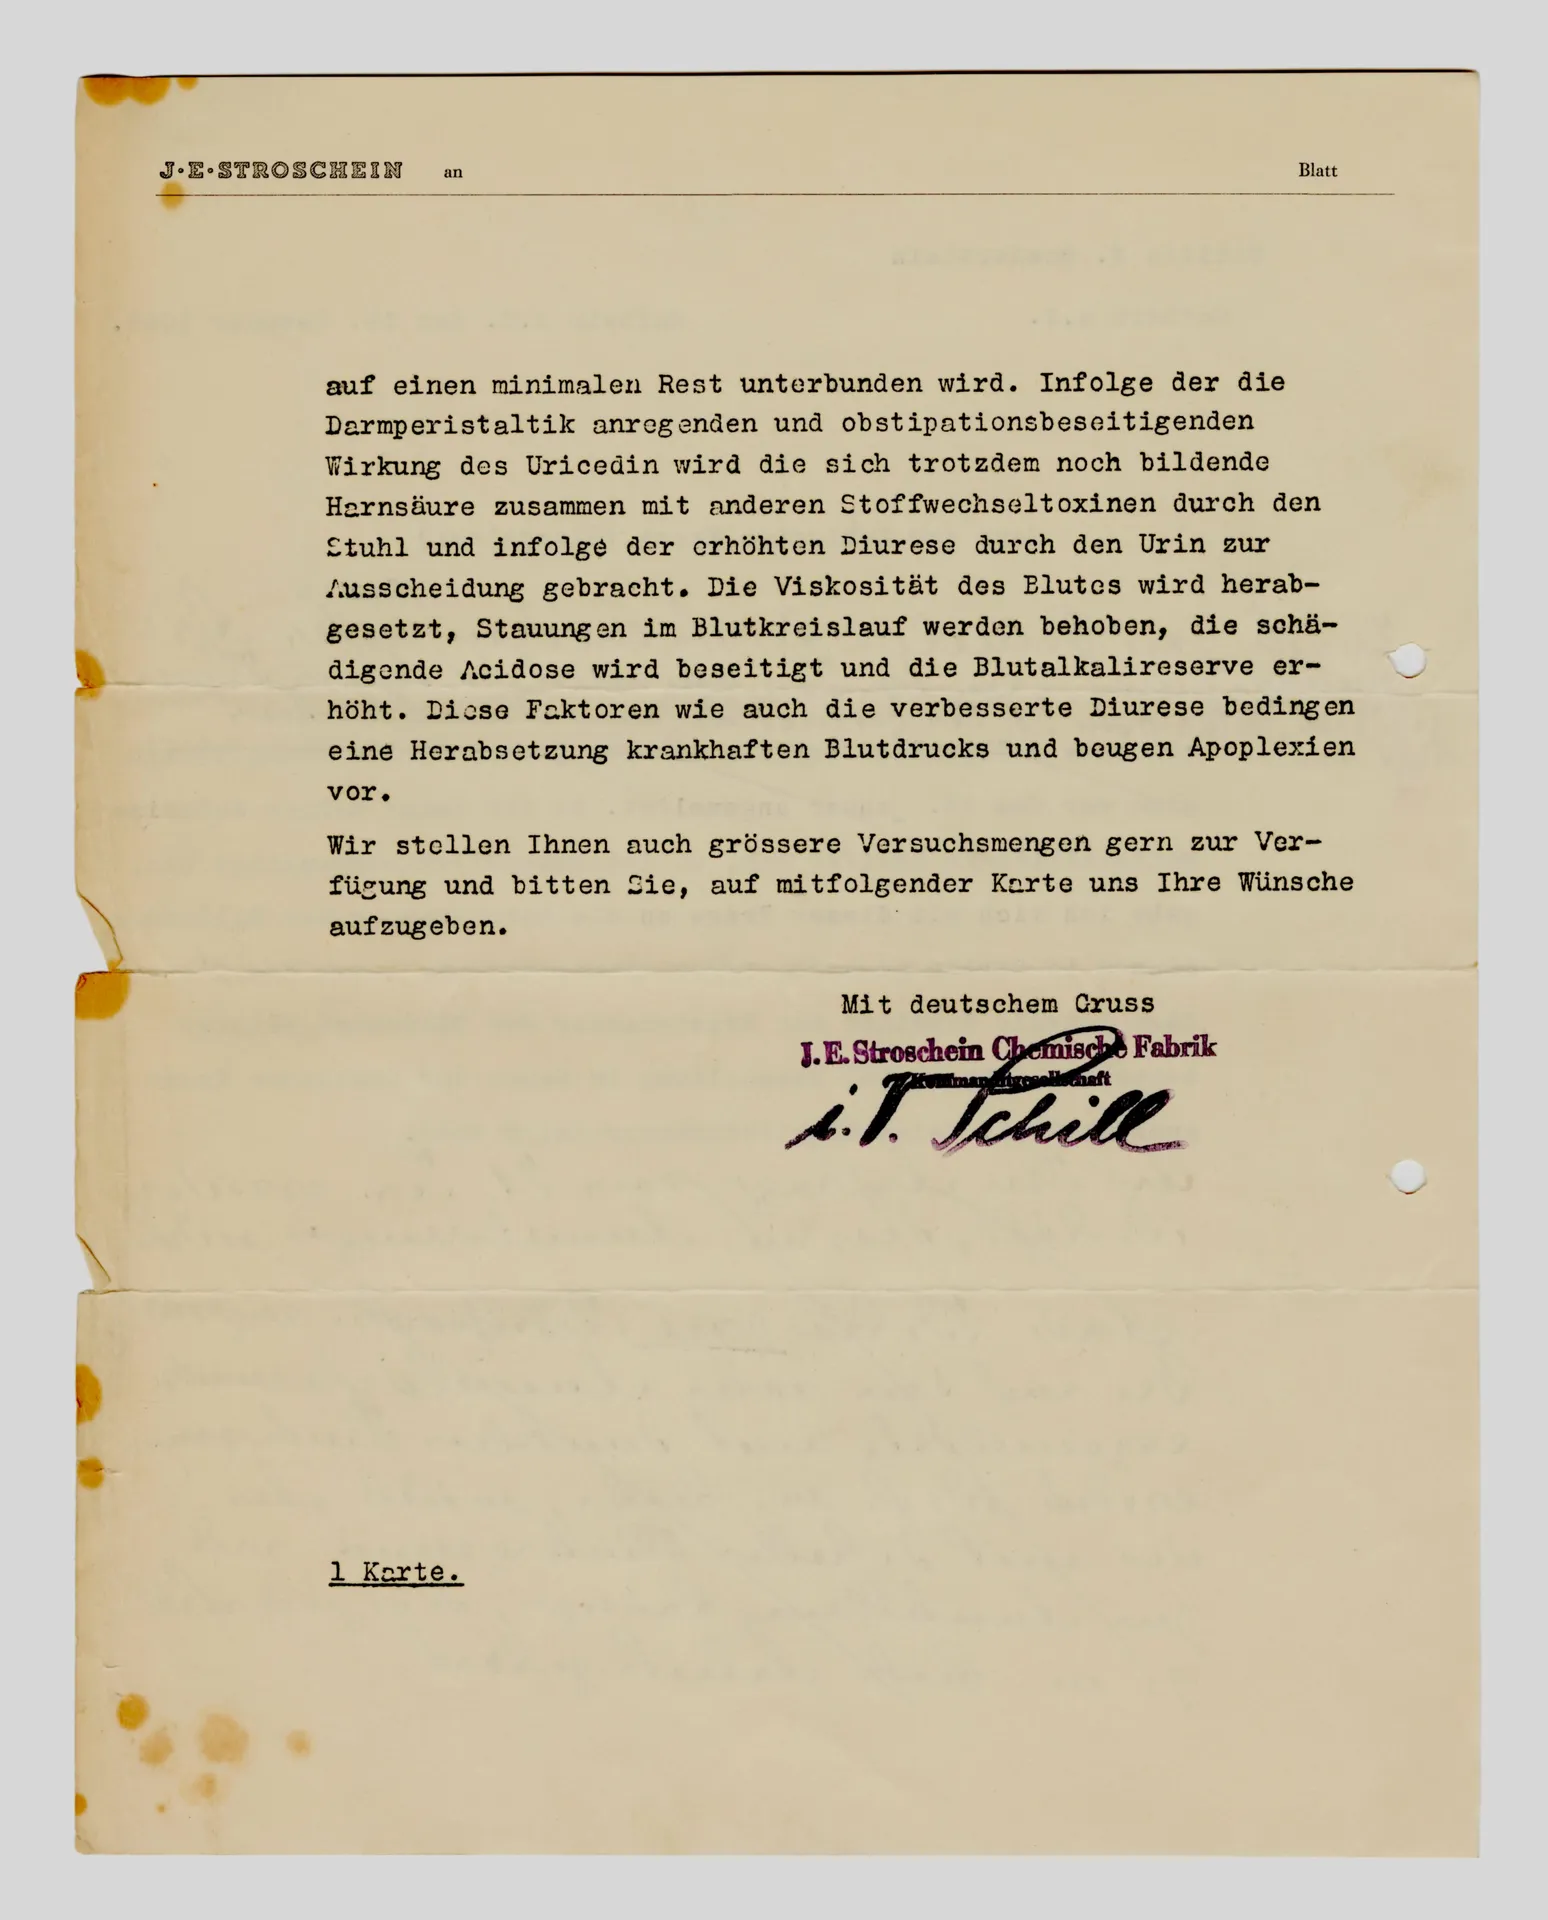 J·E·STROSCHEIN an Blatt
auf einen minimalen Rest unterbunden wird. Infolge der die
Darmperistaltik anregenden und obstipationsbeseitigenden
Wirkung des Uricedin wird die sich trotzdem noch bildende
Harnsäure zusammen mit anderen Stoffwechseltoxinen durch den
Stuhl und infolge der erhöhten Diurese durch den Urin zur
Ausscheidung gebracht. Die Viskosität des Blutes wird herab-
gesetzt, Stauungen im Blutkreislauf werden behoben, die schä-
digende Acidose wird beseitigt und die Blutalkalireserve er-
höht. Diese Faktoren wie auch die verbesserte Diurese bedingen
eine Herabsetzung krankhaften Blutdrucks und beugen Apoplexien
vor.
Wir stellen Ihnen auch grössere Versuchsmengen gern zur Ver-
fügung und bitten Sie, auf mitfolgender Karte uns Ihre Wünsche
aufzugeben.
Mit deutschem Gruss
J. E. Stroschein Chemische Fabrik
Kommanditgesellschaft
i. V. Schill
1 Karte.